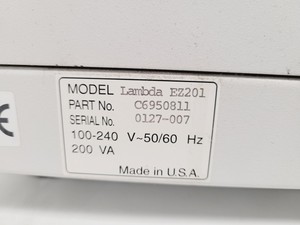 MODEL Lambda EZ201
PART No. C6950811
SERIAL No. 0127-007
100-240 V~50/60 Hz
200 VA
Made in U.S.A.